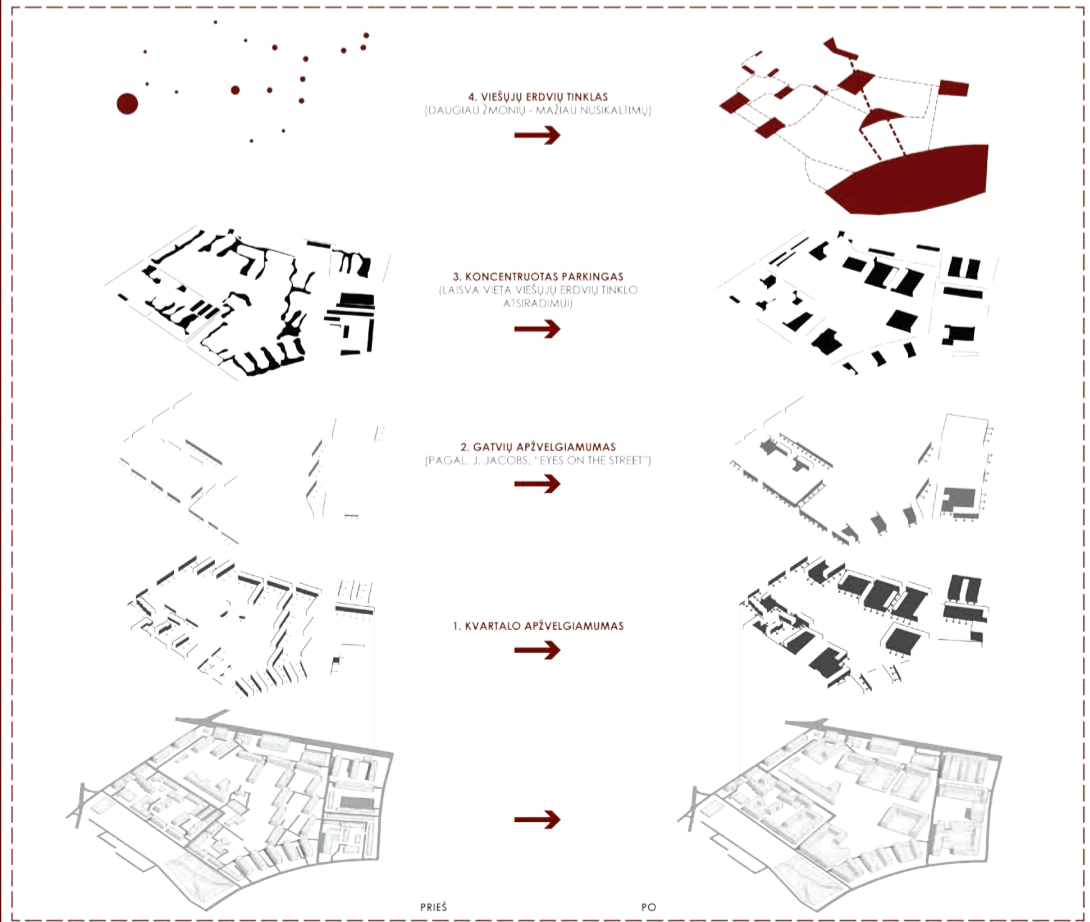 4. VIEŠŲJŲ ERDVIŲ TINKLAS
(DAUGIAU ŽMONIŲ - MAŽIAU NUSIKALTIMŲ)
3. KONCENTRUOTAS PARKINGAS
(LAISVA VIETA VIEŠŲJŲ ERDVIŲ TINKLO
ATSIRADIMUI)
2. GATVIŲ APŽVELGIAMUMAS
(PAGAL. J. JACOBS, "EYES ON THE STREET")
1. KVARTALO APŽVELGIAMUMAS
PRIEŠ
PO